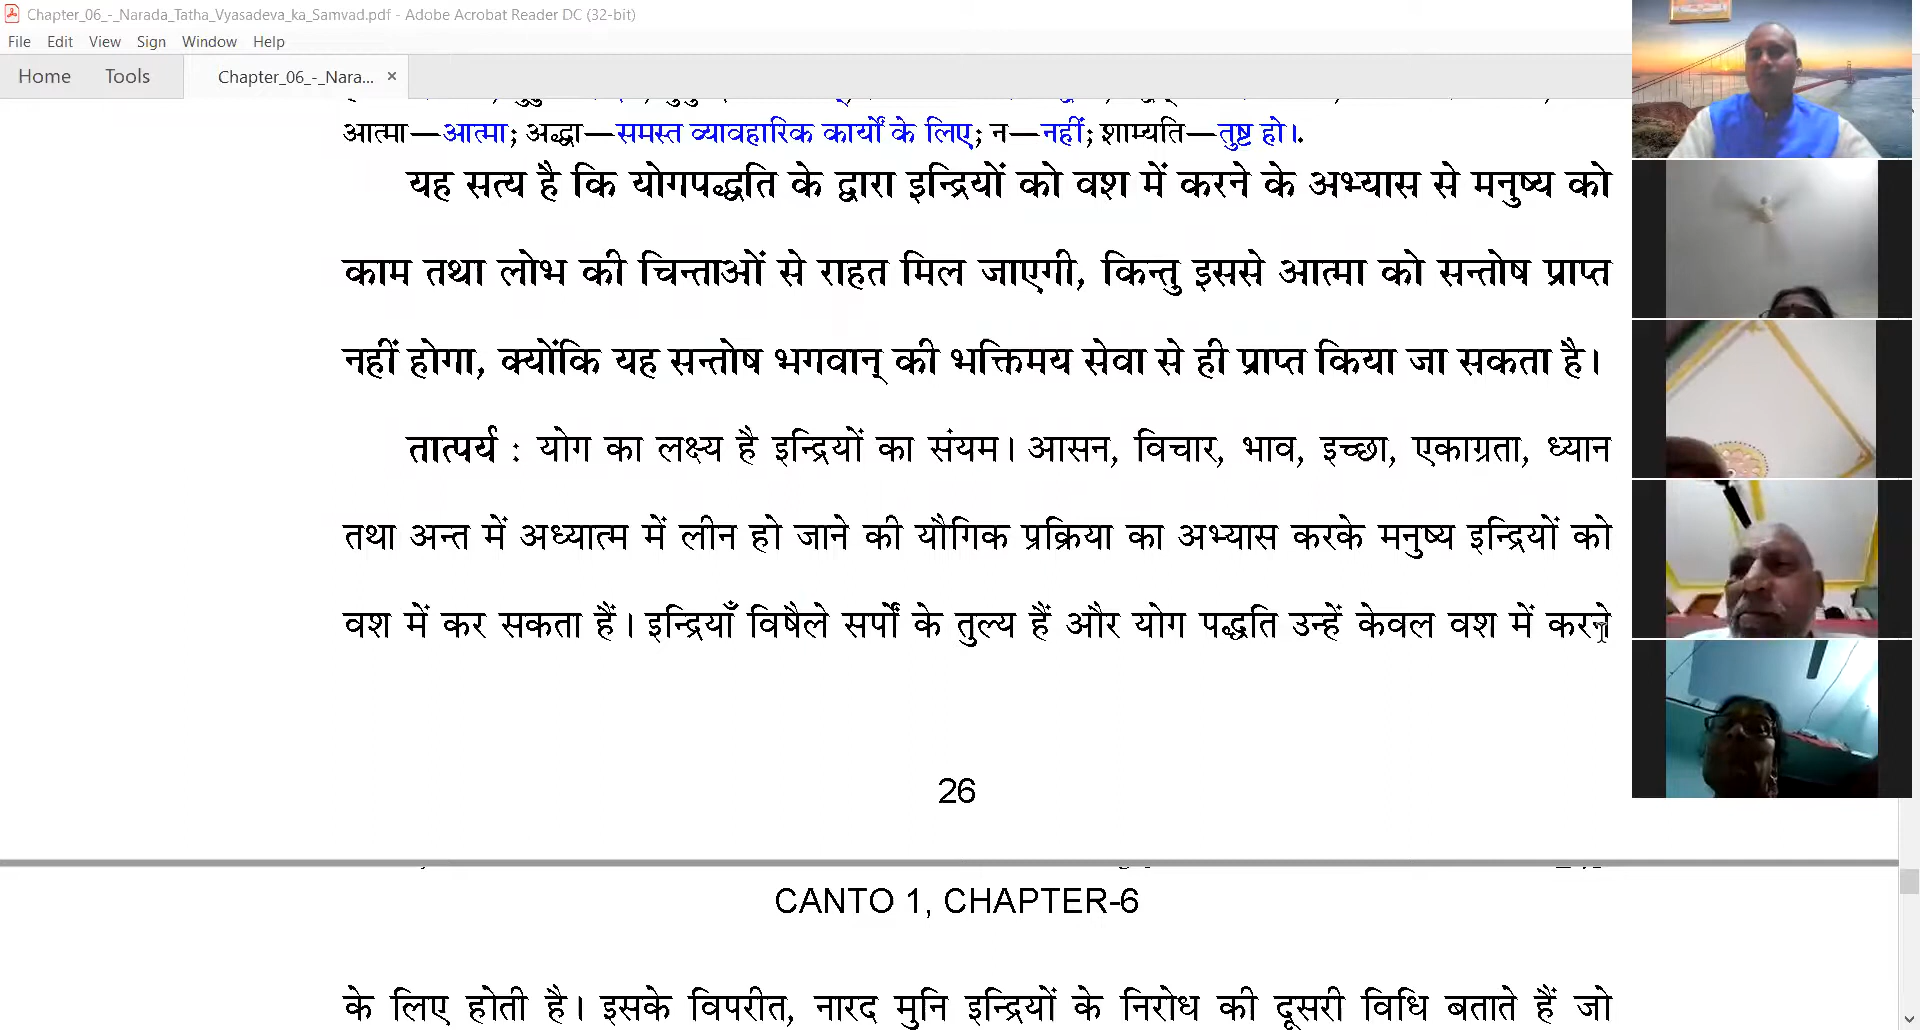 Chapter_06_-_Narada_Tatha_Vyasadeva_ka_Samvad.pdf - Adobe Acrobat Reader DC (32-bit)
File Edit View Sign Window Help
Home Tools Chapter_06_-_Nara... ×
आत्मा—आत्मा; अद्धा—समस्त व्यावहारिक कार्यों के लिए; न—नहीं; शाम्यति—तुष्ट हो।.
यह सत्य है कि योगपद्धति के द्वारा इन्द्रियों को वश में करने के अभ्यास से मनुष्य को
काम तथा लोभ की चिन्ताओं से राहत मिल जाएगी, किन्तु इससे आत्मा को सन्तोष प्राप्त
नहीं होगा, क्योंकि यह सन्तोष भगवान् की भक्तिमय सेवा से ही प्राप्त किया जा सकता है।
तात्पर्य : योग का लक्ष्य है इन्द्रियों का संयम। आसन, विचार, भाव, इच्छा, एकाग्रता, ध्यान
तथा अन्त में अध्यात्म में लीन हो जाने की यौगिक प्रक्रिया का अभ्यास करके मनुष्य इन्द्रियों को
वश में कर सकता हैं। इन्द्रियाँ विषैले सर्पों के तुल्य हैं और योग पद्धति उन्हें केवल वश में करने
26
CANTO 1, CHAPTER-6
के लिए होती है। इसके विपरीत, नारद मुनि इन्द्रियों के निरोध की दूसरी विधि बताते हैं जो